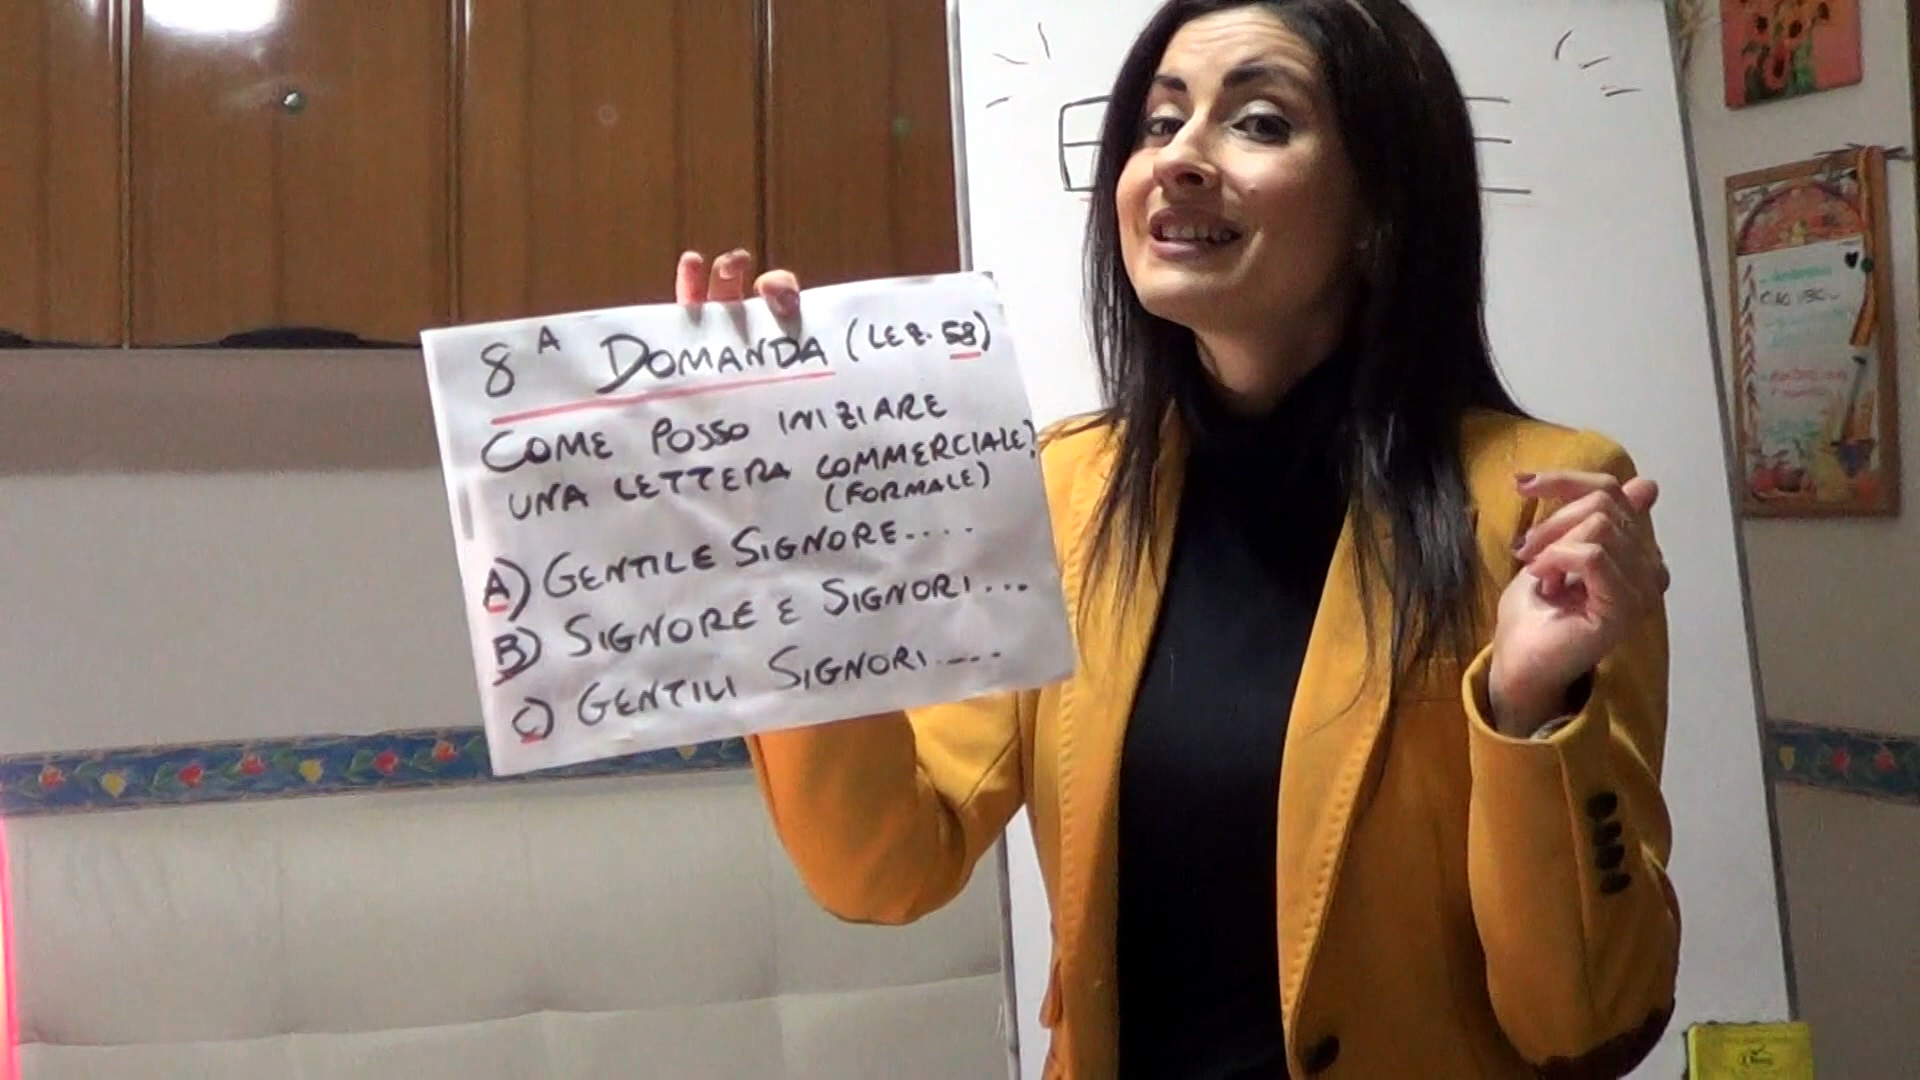 8ᴬ DOMANDA (LEZ. 58)
COME POSSO INIZIARE
UNA LETTERA COMMERCIALE?
(FORMALE)
A) GENTILE SIGNORE....
B) SIGNORE E SIGNORI...
C) GENTILI SIGNORI.....